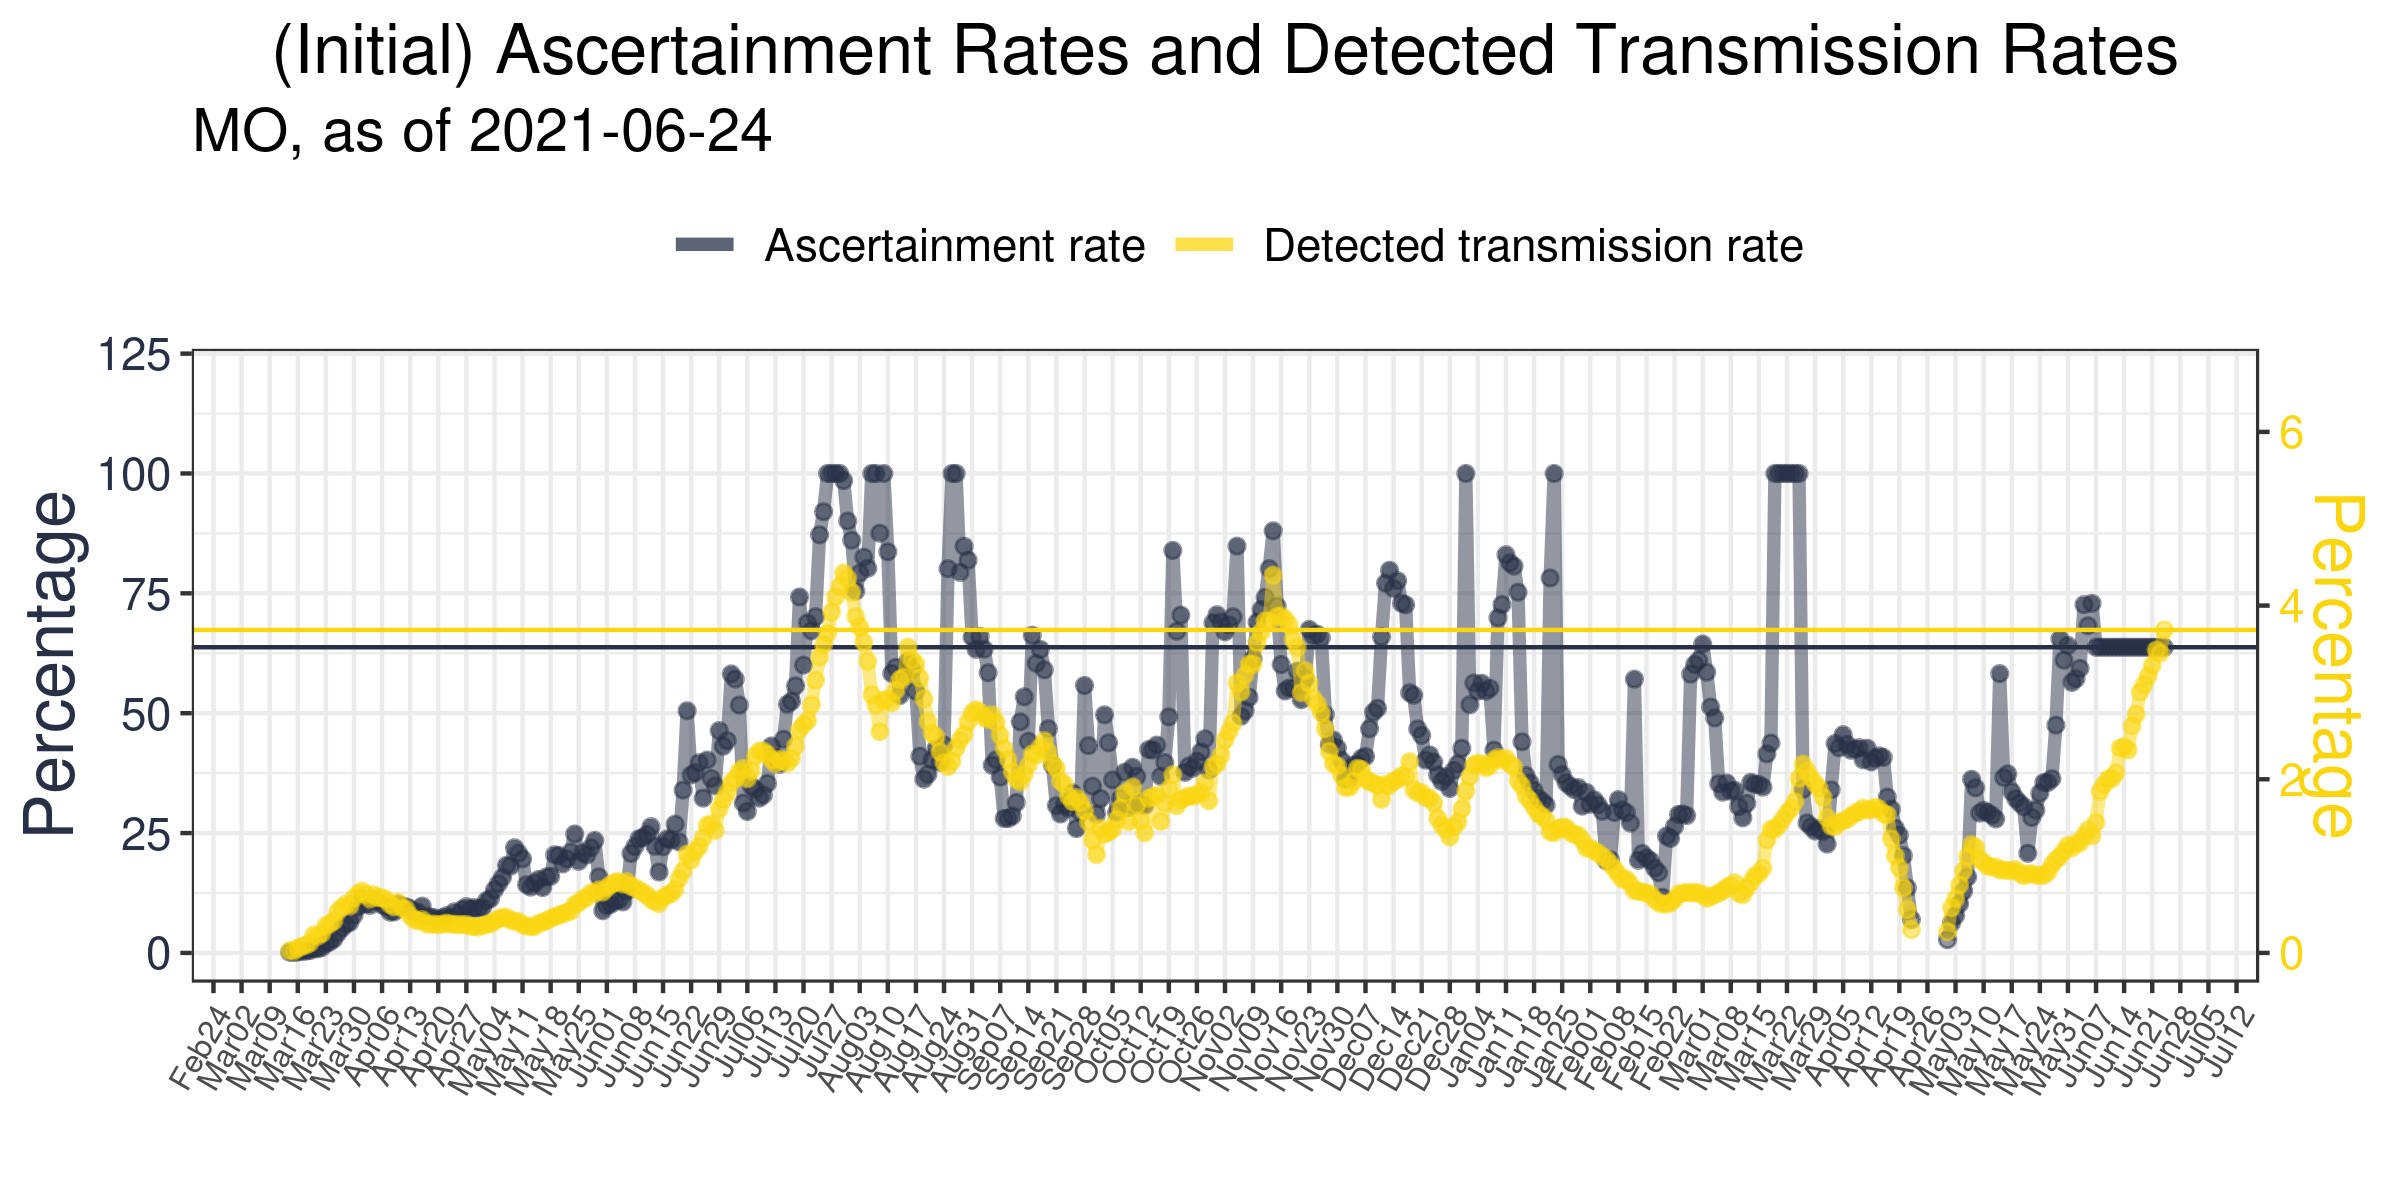 (Initial) Ascertainment Rates and Detected Transmission Rates
MO, as of 2021-06-24
Ascertainment rate
Detected transmission rate
Percentage
125
100
75
50
25
0
6
4
2
0
Percentage
Feb24
Mar02
Mar09
Mar16
Mar23
Mar30
Apr06
Apr13
Apr20
Apr27
May04
May11
May18
May25
Jun01
Jun08
Jun15
Jun22
Jun29
Jul06
Jul13
Jul20
Jul27
Aug03
Aug10
Aug17
Aug24
Aug31
Sep07
Sep14
Sep21
Sep28
Oct05
Oct12
Oct19
Oct26
Nov02
Nov09
Nov16
Nov23
Nov30
Dec07
Dec14
Dec21
Dec28
Jan04
Jan11
Jan18
Jan25
Feb01
Feb08
Feb15
Feb22
Mar01
Mar08
Mar15
Mar22
Mar29
Apr05
Apr12
Apr19
Apr26
May03
May10
May17
May24
May31
Jun07
Jun14
Jun21
Jun28
Jul05
Jul12